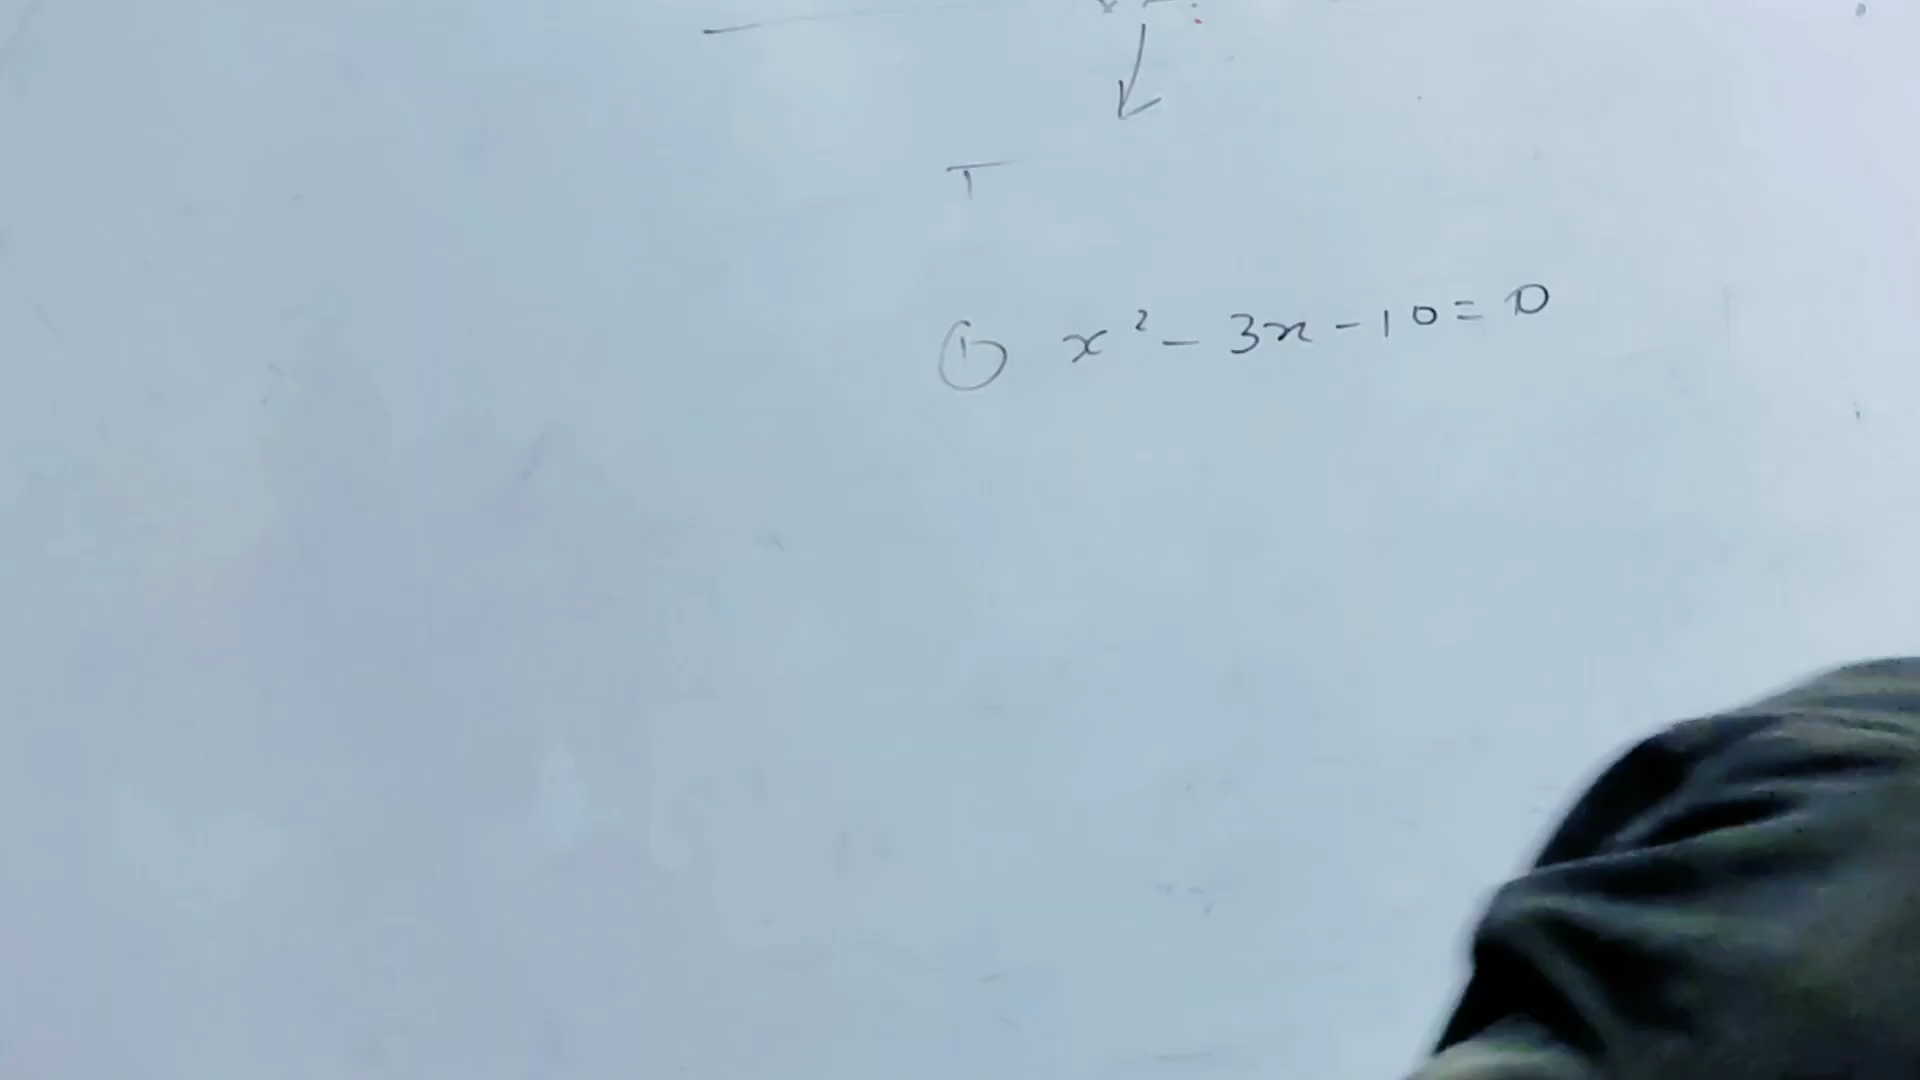 T
① x² - 3x - 10 = 0